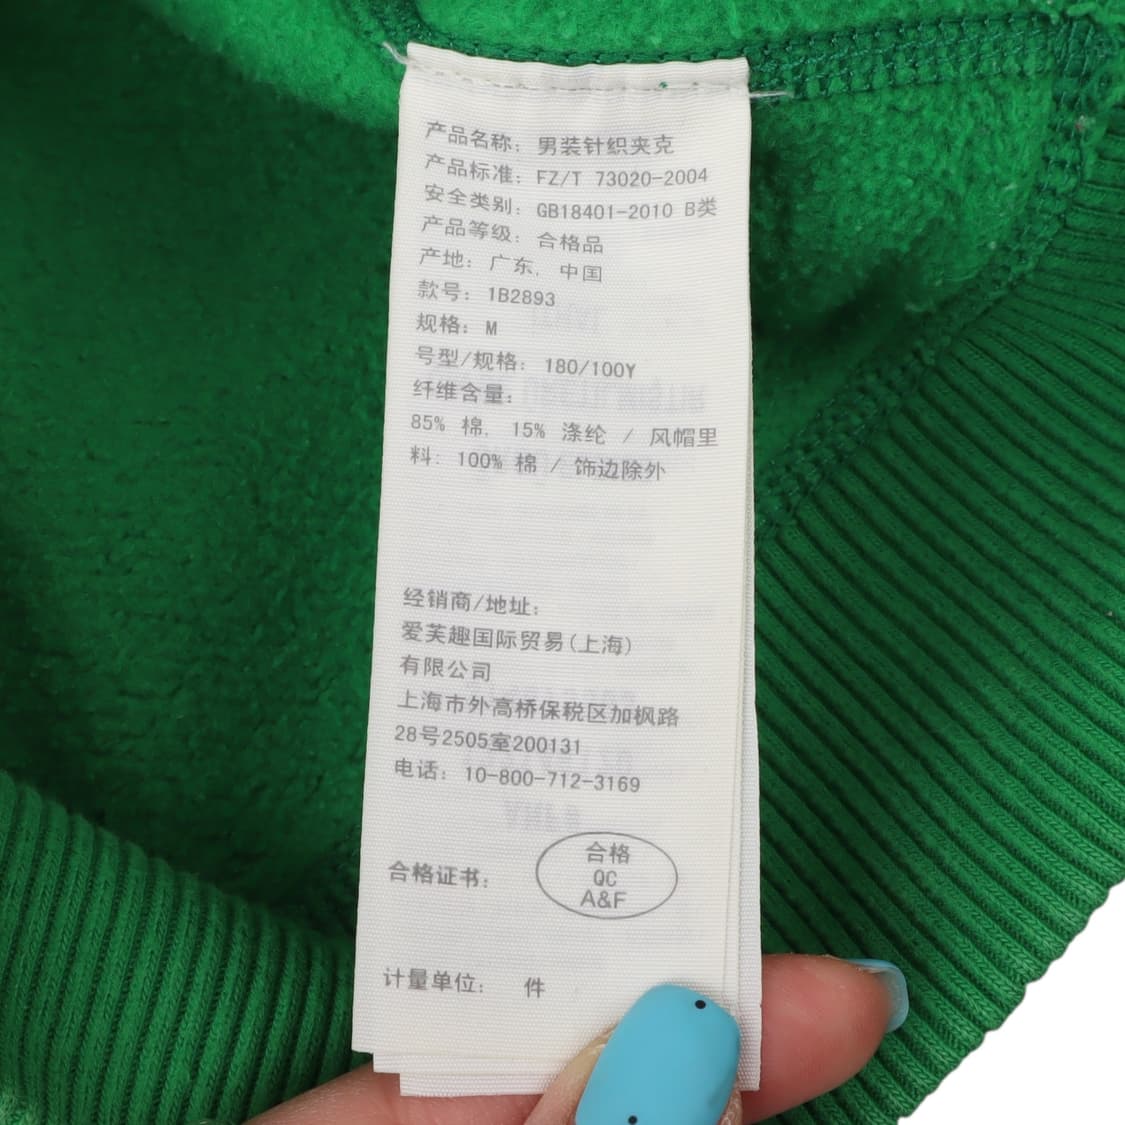 产品名称: 男装针织夹克
产品标准: FZ/T 73020-2004
安全类别: GB18401-2010 B类
产品等级: 合格品
产地: 广东, 中国
款号: 1B2893
规格: M
号型/规格: 180/100Y
纤维含量:
85% 棉, 15% 涤纶 / 风帽里
料: 100% 棉 / 饰边除外
经销商/地址:
爱芙趣国际贸易(上海)
有限公司
上海市外高桥保税区加枫路
28号2505室200131
电话: 10-800-712-3169
合格证书:
合格
QC
A&F
计量单位: 件